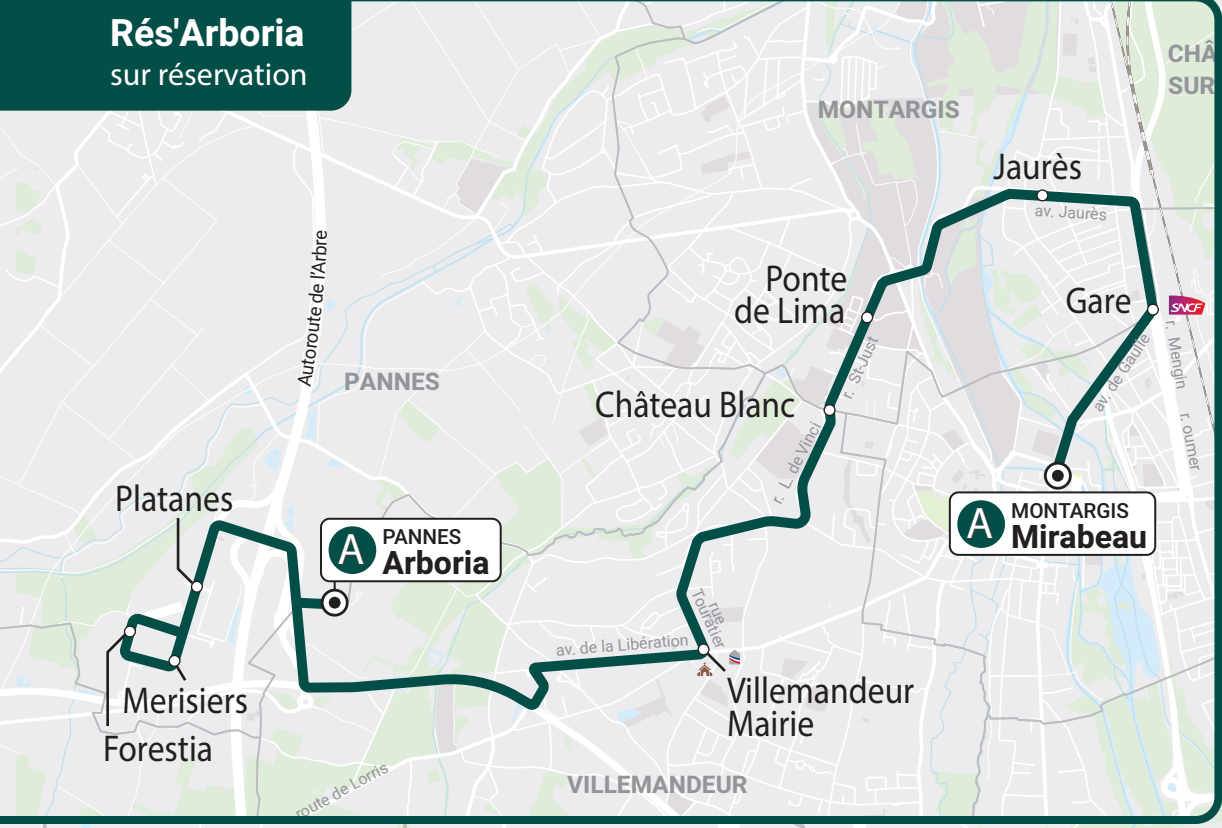 Rés'Arboria
sur réservation
CHÂ
SUR
MONTARGIS
Jaurès
av. Jaurès
Autoroute de l'Arbre
Ponte
de Lima
Gare
SNCF
r. St-Just
r. Mengin
av. de Gaulle
PANNES
Château Blanc
r. L. de Vinci
r. oumer
Platanes
A PANNES
Arboria
A MONTARGIS
Mirabeau
rue
Touratier
av. de la Libération
Merisiers
Forestia
Villemandeur
Mairie
route de Lorris
VILLEMANDEUR